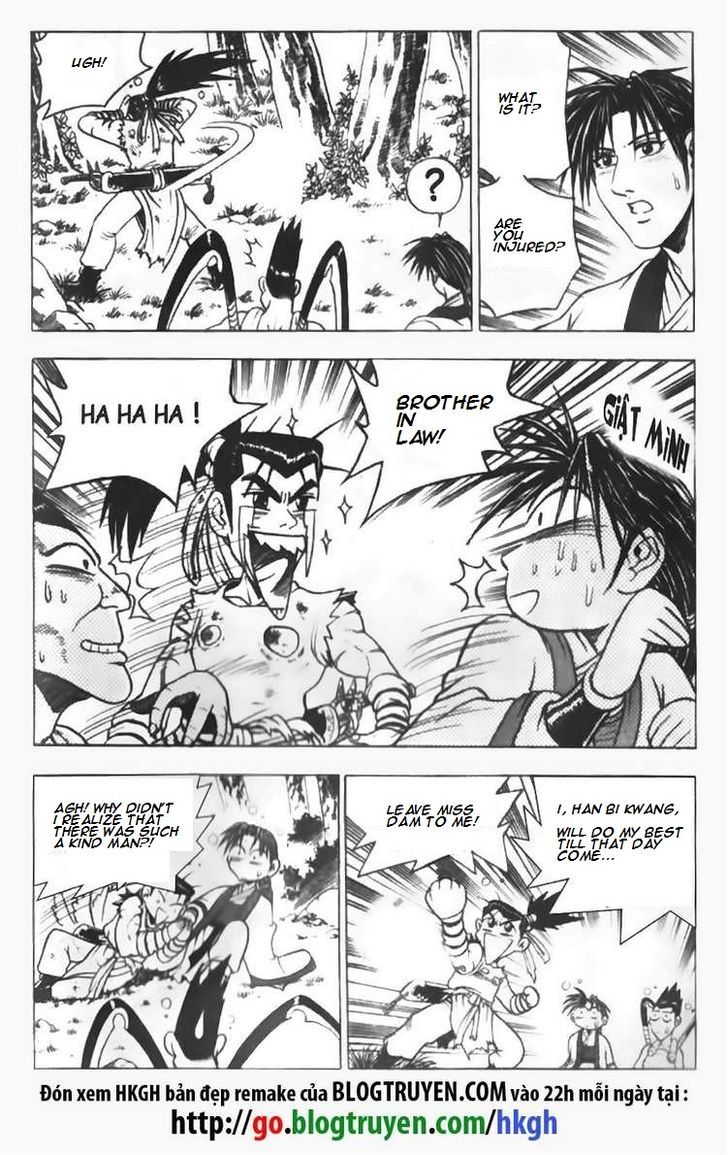 UGH!
?
WHAT
IS IT?
ARE
YOU
INJURED?
HA HA HA !
BROTHER
IN
LAW!
GIẬT MÌNH
AGH! WHY DIDN'T
I REALIZE THAT
THERE WAS SUCH
A KIND MAN?!
LEAVE MISS
DAM TO ME!
I, HAN BI KWANG,
WILL DO MY BEST
TILL THAT DAY
COME...
Đón xem HKGH bản đẹp remake của BLOGTRUYEN.COM vào 22h mỗi ngày tại :
http://go.blogtruyen.com/hkgh